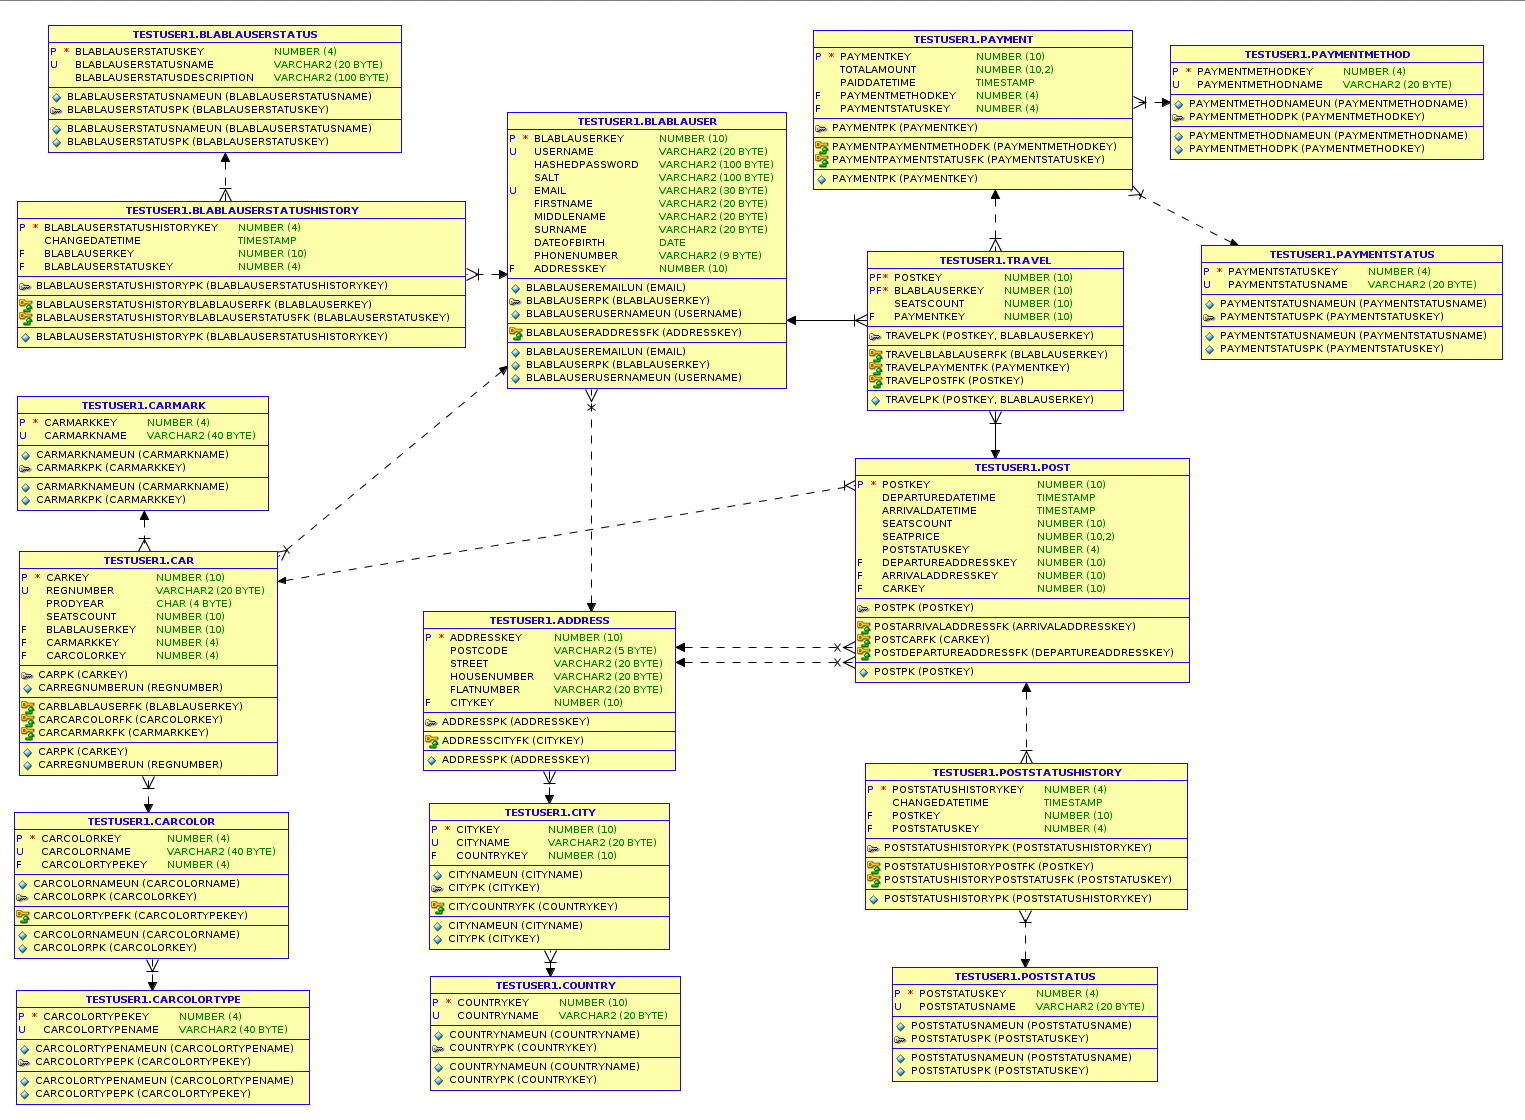 TESTUSER1.BLABLAUSERSTATUS
P * BLABLAUSERSTATUSKEY NUMBER (4)
U BLABLAUSERSTATUSNAME VARCHAR2 (20 BYTE)
BLABLAUSERSTATUSDESCRIPTION VARCHAR2 (100 BYTE)
BLABLAUSERSTATUSNAMEUN (BLABLAUSERSTATUSNAME)
BLABLAUSERSTATUSPK (BLABLAUSERSTATUSKEY)
BLABLAUSERSTATUSNAMEUN (BLABLAUSERSTATUSNAME)
BLABLAUSERSTATUSPK (BLABLAUSERSTATUSKEY)
TESTUSER1.BLABLAUSERSTATUSHISTORY
P * BLABLAUSERSTATUSHISTORYKEY NUMBER (4)
CHANGEDATETIME TIMESTAMP
F BLABLAUSERKEY NUMBER (10)
F BLABLAUSERSTATUSKEY NUMBER (4)
BLABLAUSERSTATUSHISTORYPK (BLABLAUSERSTATUSHISTORYKEY)
BLABLAUSERSTATUSHISTORYBLABLAUSERFK (BLABLAUSERKEY)
BLABLAUSERSTATUSHISTORYBLABLAUSERSTATUSFK (BLABLAUSERSTATUSKEY)
BLABLAUSERSTATUSHISTORYPK (BLABLAUSERSTATUSHISTORYKEY)
TESTUSER1.BLABLAUSER
P * BLABLAUSERKEY NUMBER (10)
U USERNAME VARCHAR2 (20 BYTE)
HASHEDPASSWORD VARCHAR2 (100 BYTE)
SALT VARCHAR2 (100 BYTE)
U EMAIL VARCHAR2 (30 BYTE)
FIRSTNAME VARCHAR2 (20 BYTE)
MIDDLENAME VARCHAR2 (20 BYTE)
SURNAME VARCHAR2 (20 BYTE)
DATEOFBIRTH DATE
PHONENUMBER VARCHAR2 (9 BYTE)
F ADDRESSKEY NUMBER (10)
BLABLAUSEREMAILUN (EMAIL)
BLABLAUSERPK (BLABLAUSERKEY)
BLABLAUSERUSERNAMEUN (USERNAME)
BLABLAUSERADDRESSFK (ADDRESSKEY)
BLABLAUSEREMAILUN (EMAIL)
BLABLAUSERPK (BLABLAUSERKEY)
BLABLAUSERUSERNAMEUN (USERNAME)
TESTUSER1.PAYMENT
P * PAYMENTKEY NUMBER (10)
TOTALAMOUNT NUMBER (10,2)
PAIDDATETIME TIMESTAMP
F PAYMENTMETHODKEY NUMBER (4)
F PAYMENTSTATUSKEY NUMBER (4)
PAYMENTPK (PAYMENTKEY)
PAYMENTPAYMENTMETHODFK (PAYMENTMETHODKEY)
PAYMENTPAYMENTSTATUSFK (PAYMENTSTATUSKEY)
PAYMENTPK (PAYMENTKEY)
TESTUSER1.PAYMENTMETHOD
P * PAYMENTMETHODKEY NUMBER (4)
U PAYMENTMETHODNAME VARCHAR2 (20 BYTE)
PAYMENTMETHODNAMEUN (PAYMENTMETHODNAME)
PAYMENTMETHODPK (PAYMENTMETHODKEY)
PAYMENTMETHODNAMEUN (PAYMENTMETHODNAME)
PAYMENTMETHODPK (PAYMENTMETHODKEY)
TESTUSER1.TRAVEL
PF* POSTKEY NUMBER (10)
PF* BLABLAUSERKEY NUMBER (10)
SEATSCOUNT NUMBER (10)
F PAYMENTKEY NUMBER (10)
TRAVELPK (POSTKEY, BLABLAUSERKEY)
TRAVELBLABLAUSERFK (BLABLAUSERKEY)
TRAVELPAYMENTFK (PAYMENTKEY)
TRAVELPOSTFK (POSTKEY)
TRAVELPK (POSTKEY, BLABLAUSERKEY)
TESTUSER1.PAYMENTSTATUS
P * PAYMENTSTATUSKEY NUMBER (4)
U PAYMENTSTATUSNAME VARCHAR2 (20 BYTE)
PAYMENTSTATUSNAMEUN (PAYMENTSTATUSNAME)
PAYMENTSTATUSPK (PAYMENTSTATUSKEY)
PAYMENTSTATUSNAMEUN (PAYMENTSTATUSNAME)
PAYMENTSTATUSPK (PAYMENTSTATUSKEY)
TESTUSER1.CARMARK
P * CARMARKKEY NUMBER (4)
U CARMARKNAME VARCHAR2 (40 BYTE)
CARMARKNAMEUN (CARMARKNAME)
CARMARKPK (CARMARKKEY)
CARMARKNAMEUN (CARMARKNAME)
CARMARKPK (CARMARKKEY)
TESTUSER1.CAR
P * CARKEY NUMBER (10)
U REGNUMBER VARCHAR2 (20 BYTE)
PRODYEAR CHAR (4 BYTE)
SEATSCOUNT NUMBER (10)
F BLABLAUSERKEY NUMBER (10)
F CARMARKKEY NUMBER (4)
F CARCOLORKEY NUMBER (4)
CARPK (CARKEY)
CARREGNUMBERUN (REGNUMBER)
CARBLABLAUSERFK (BLABLAUSERKEY)
CARCARCOLORFK (CARCOLORKEY)
CARCARMARKFK (CARMARKKEY)
CARPK (CARKEY)
CARREGNUMBERUN (REGNUMBER)
TESTUSER1.POST
P * POSTKEY NUMBER (10)
DEPARTUREDATETIME TIMESTAMP
ARRIVALDATETIME TIMESTAMP
SEATSCOUNT NUMBER (10)
SEATPRICE NUMBER (10,2)
POSTSTATUSKEY NUMBER (4)
F DEPARTUREADDRESSKEY NUMBER (10)
F ARRIVALADDRESSKEY NUMBER (10)
F CARKEY NUMBER (10)
POSTPK (POSTKEY)
POSTARRIVALADDRESSFK (ARRIVALADDRESSKEY)
POSTCARFK (CARKEY)
POSTDEPARTUREADDRESSFK (DEPARTUREADDRESSKEY)
POSTPK (POSTKEY)
TESTUSER1.ADDRESS
P * ADDRESSKEY NUMBER (10)
POSTCODE VARCHAR2 (5 BYTE)
STREET VARCHAR2 (20 BYTE)
HOUSENUMBER VARCHAR2 (20 BYTE)
FLATNUMBER VARCHAR2 (20 BYTE)
F CITYKEY NUMBER (10)
ADDRESSPK (ADDRESSKEY)
ADDRESSCITYFK (CITYKEY)
ADDRESSPK (ADDRESSKEY)
TESTUSER1.CARCOLOR
P * CARCOLORKEY NUMBER (4)
U CARCOLORNAME VARCHAR2 (40 BYTE)
F CARCOLORTYPEKEY NUMBER (4)
CARCOLORNAMEUN (CARCOLORNAME)
CARCOLORPK (CARCOLORKEY)
CARCOLORTYPEFK (CARCOLORTYPEKEY)
CARCOLORNAMEUN (CARCOLORNAME)
CARCOLORPK (CARCOLORKEY)
TESTUSER1.CITY
P * CITYKEY NUMBER (10)
U CITYNAME VARCHAR2 (20 BYTE)
F COUNTRYKEY NUMBER (10)
CITYNAMEUN (CITYNAME)
CITYPK (CITYKEY)
CITYCOUNTRYFK (COUNTRYKEY)
CITYNAMEUN (CITYNAME)
CITYPK (CITYKEY)
TESTUSER1.POSTSTATUSHISTORY
P * POSTSTATUSHISTORYKEY NUMBER (4)
CHANGEDATETIME TIMESTAMP
F POSTKEY NUMBER (10)
F POSTSTATUSKEY NUMBER (4)
POSTSTATUSHISTORYPK (POSTSTATUSHISTORYKEY)
POSTSTATUSHISTORYPOSTFK (POSTKEY)
POSTSTATUSHISTORYPOSTSTATUSFK (POSTSTATUSKEY)
POSTSTATUSHISTORYPK (POSTSTATUSHISTORYKEY)
TESTUSER1.CARCOLORTYPE
P * CARCOLORTYPEKEY NUMBER (4)
U CARCOLORTYPENAME VARCHAR2 (40 BYTE)
CARCOLORTYPENAMEUN (CARCOLORTYPENAME)
CARCOLORTYPEPK (CARCOLORTYPEKEY)
CARCOLORTYPENAMEUN (CARCOLORTYPENAME)
CARCOLORTYPEPK (CARCOLORTYPEKEY)
TESTUSER1.COUNTRY
P * COUNTRYKEY NUMBER (10)
U COUNTRYNAME VARCHAR2 (20 BYTE)
COUNTRYNAMEUN (COUNTRYNAME)
COUNTRYPK (COUNTRYKEY)
COUNTRYNAMEUN (COUNTRYNAME)
COUNTRYPK (COUNTRYKEY)
TESTUSER1.POSTSTATUS
P * POSTSTATUSKEY NUMBER (4)
U POSTSTATUSNAME VARCHAR2 (20 BYTE)
POSTSTATUSNAMEUN (POSTSTATUSNAME)
POSTSTATUSPK (POSTSTATUSKEY)
POSTSTATUSNAMEUN (POSTSTATUSNAME)
POSTSTATUSPK (POSTSTATUSKEY)